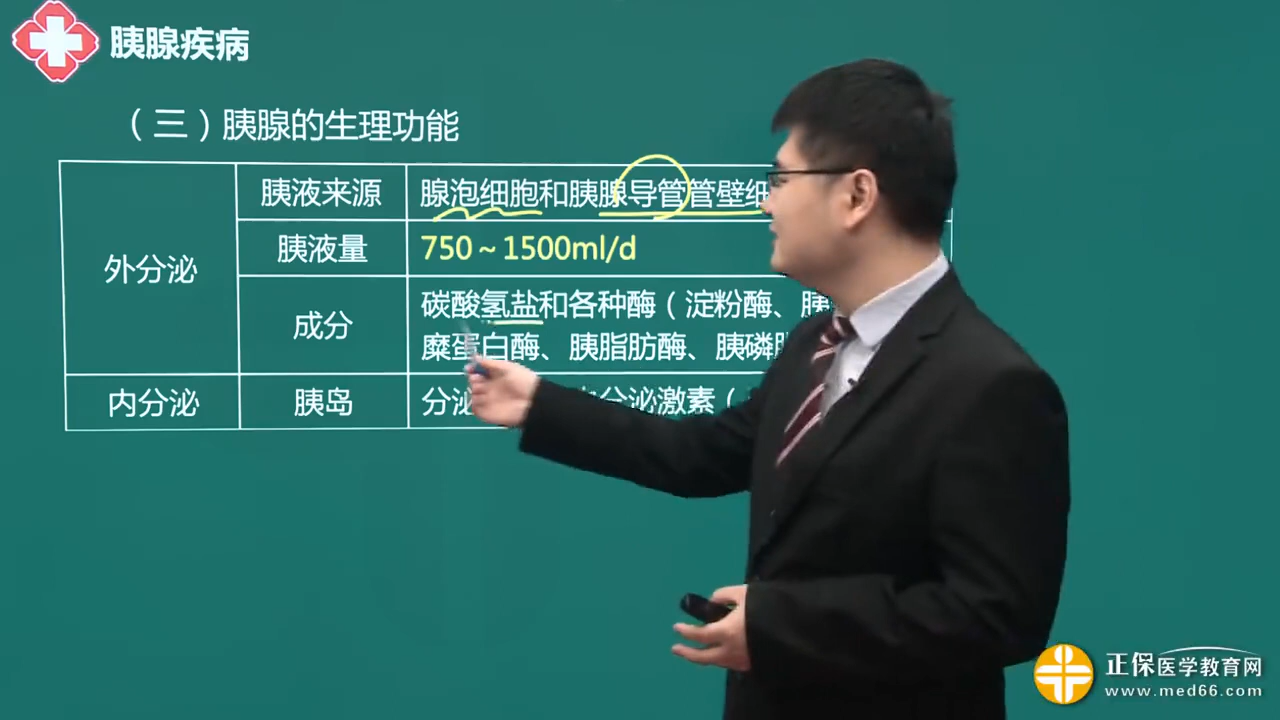 胰腺疾病
（三）胰腺的生理功能
外分泌
胰液来源
腺泡细胞和胰腺导管管壁细
胰液量
750～1500ml/d
成分
碳酸氢盐和各种酶（淀粉酶、胰
糜蛋白酶、胰脂肪酶、胰磷脂
内分泌
胰岛
分泌
分泌激素（
正保医学教育网
www.med66.com